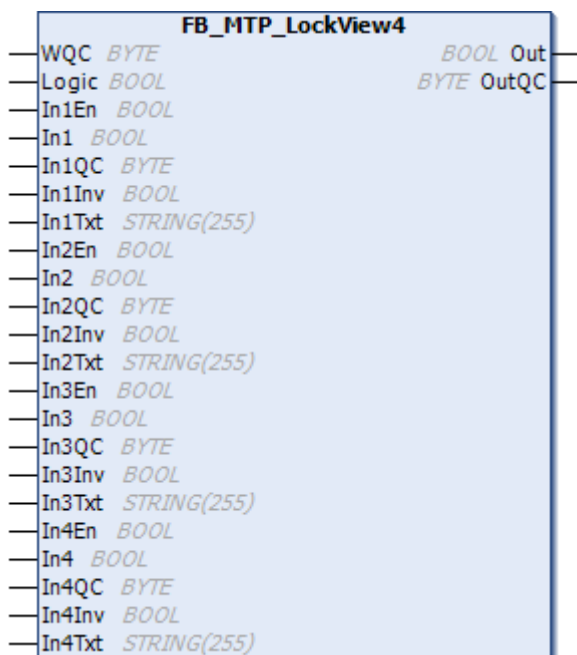 FB_MTP_LockView4
WQC BYTE BOOL Out
Logic BOOL BYTE OutQC
In1En BOOL
In1 BOOL
In1QC BYTE
In1Inv BOOL
In1Txt STRING(255)
In2En BOOL
In2 BOOL
In2QC BYTE
In2Inv BOOL
In2Txt STRING(255)
In3En BOOL
In3 BOOL
In3QC BYTE
In3Inv BOOL
In3Txt STRING(255)
In4En BOOL
In4 BOOL
In4QC BYTE
In4Inv BOOL
In4Txt STRING(255)